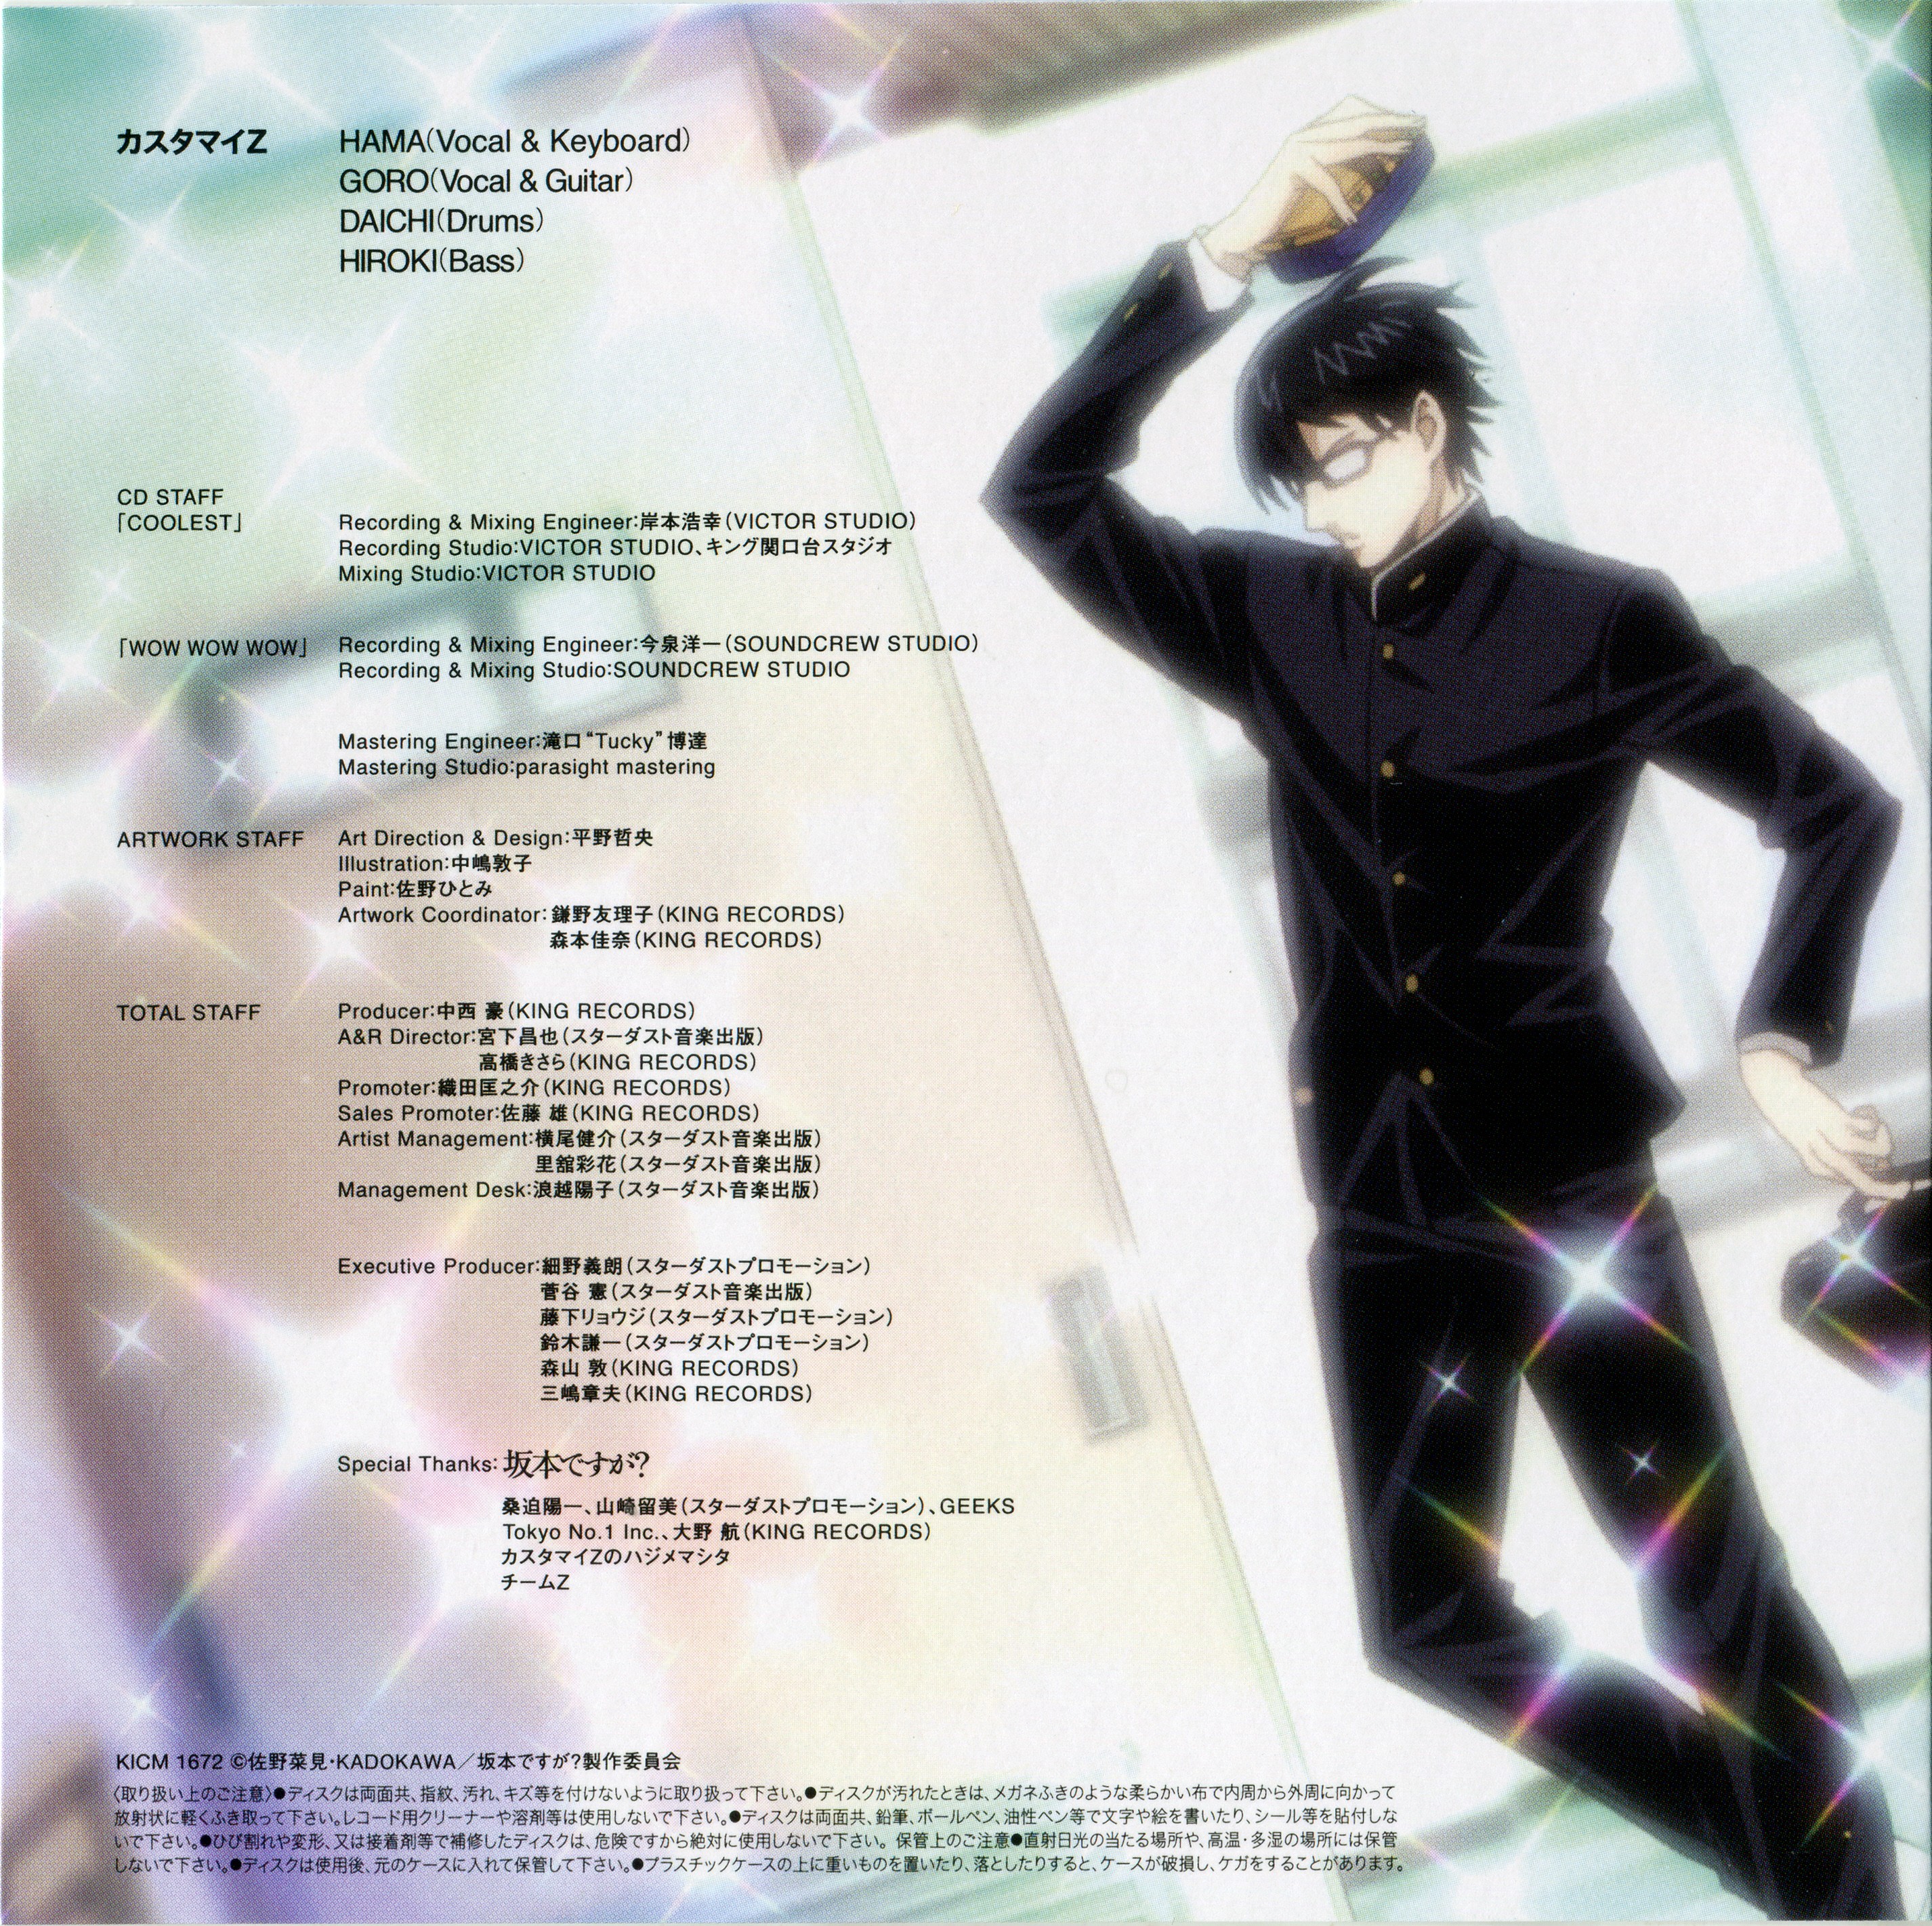 カスタマイZ
HAMA(Vocal & Keyboard)
GORO(Vocal & Guitar)
DAICHI(Drums)
HIROKI(Bass)
CD STAFF
「COOLEST」
Recording & Mixing Engineer:岸本浩幸(VICTOR STUDIO)
Recording Studio:VICTOR STUDIO、キング関口台スタジオ
Mixing Studio:VICTOR STUDIO
「WOW WOW WOW」
Recording & Mixing Engineer:今泉洋一(SOUNDCREW STUDIO)
Recording & Mixing Studio:SOUNDCREW STUDIO
Mastering Engineer:滝口“Tucky”博達
Mastering Studio:parasight mastering
ARTWORK STAFF
Art Direction & Design:平野哲央
Illustration:中嶋敦子
Paint:佐野ひとみ
Artwork Coordinator:鎌野友理子(KING RECORDS)
森本佳奈(KING RECORDS)
TOTAL STAFF
Producer:中西 豪(KING RECORDS)
A&R Director:宮下昌也(スターダスト音楽出版)
高橋きさら(KING RECORDS)
Promoter:織田匡之介(KING RECORDS)
Sales Promoter:佐藤 雄(KING RECORDS)
Artist Management:横尾健介(スターダスト音楽出版)
里舘彩花(スターダスト音楽出版)
Management Desk:浪越陽子(スターダスト音楽出版)
Executive Producer:細野義朗(スターダストプロモーション)
菅谷 憲(スターダスト音楽出版)
藤下リョウジ(スターダストプロモーション)
鈴木謙一(スターダストプロモーション)
森山 敦(KING RECORDS)
三嶋章夫(KING RECORDS)
Special Thanks:坂本ですが?
桑迫陽一、山崎留美(スターダストプロモーション)、GEEKS
Tokyo No.1 Inc.、大野 航(KING RECORDS)
カスタマイZのハジメマシタ
チームZ
KICM 1672 ©佐野菜見・KADOKAWA／坂本ですが?製作委員会
〈取り扱い上のご注意〉●ディスクは両面共、指紋、汚れ、キズ等を付けないように取り扱って下さい。●ディスクが汚れたときは、メガネふきのような柔らかい布で内周から外周に向かって
放射状に軽くふき取って下さい。レコード用クリーナーや溶剤等は使用しないで下さい。●ディスクは両面共、鉛筆、ボールペン、油性ペン等で文字や絵を書いたり、シール等を貼付しな
いで下さい。●ひび割れや変形、又は接着剤等で補修したディスクは、危険ですから絶対に使用しないで下さい。 保管上のご注意●直射日光の当たる場所や、高温・多湿の場所には保管
しないで下さい。●ディスクは使用後、元のケースに入れて保管して下さい。●プラスチックケースの上に重いものを置いたり、落としたりすると、ケースが破損し、ケガをすることがあります。